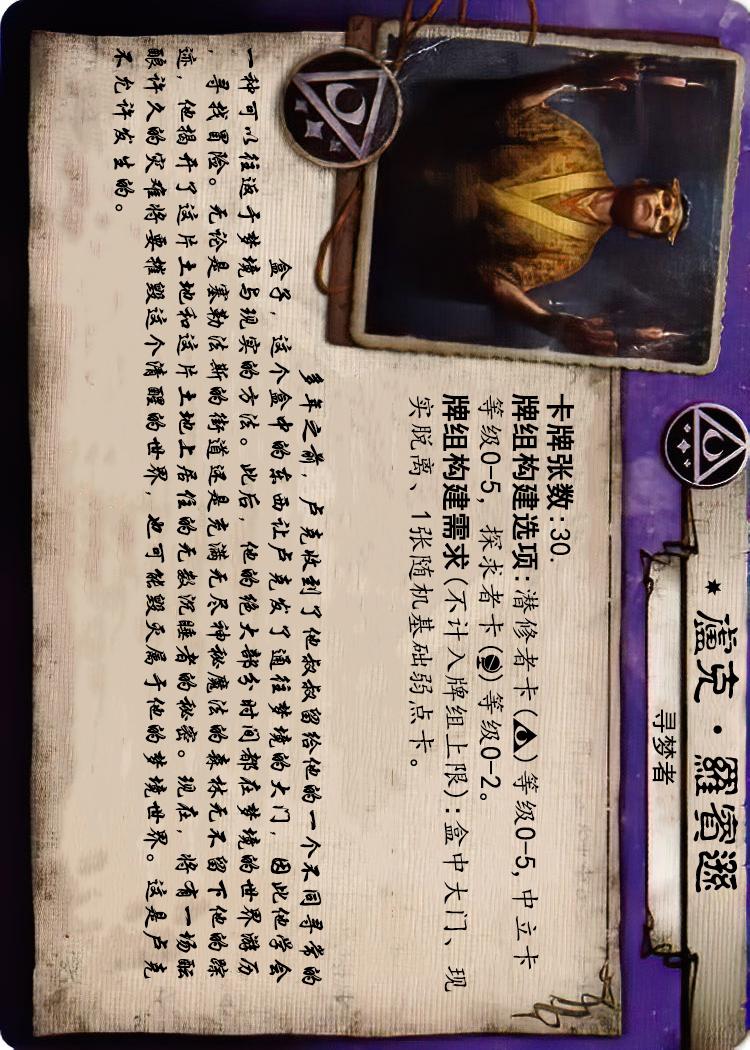 盧克·羅賓遜
寻梦者
卡牌张数:30.
牌组构建选项:潜修者卡()等级0-5,中立卡
等级0-5,探求者卡()等级0-2。
牌组构建需求(不计入牌组上限):盒中大门、现
实脱离、1张随机基础弱点卡。
多年之前,卢克收到了他叔叔留给他的一个不同寻常的
盒子,这个盒中的东西让卢克发了通往梦境的大门,因此他学会
一种可以往返于梦境与现实的方法。此后,他的绝大部分时间都在梦境的世界游历
,寻找冒险。无论是塞勒法斯的街道还是充满无尽神秘魔法的森林无不留下他的踪
迹,他揭开了这片土地和这片土地上居住的无数沉睡者的秘密。现在,将有一场酝
酿许久的灾难将要摧毁这个清醒的世界,也可能毁灭属于他的梦境世界。这是卢克
不允许发生的。